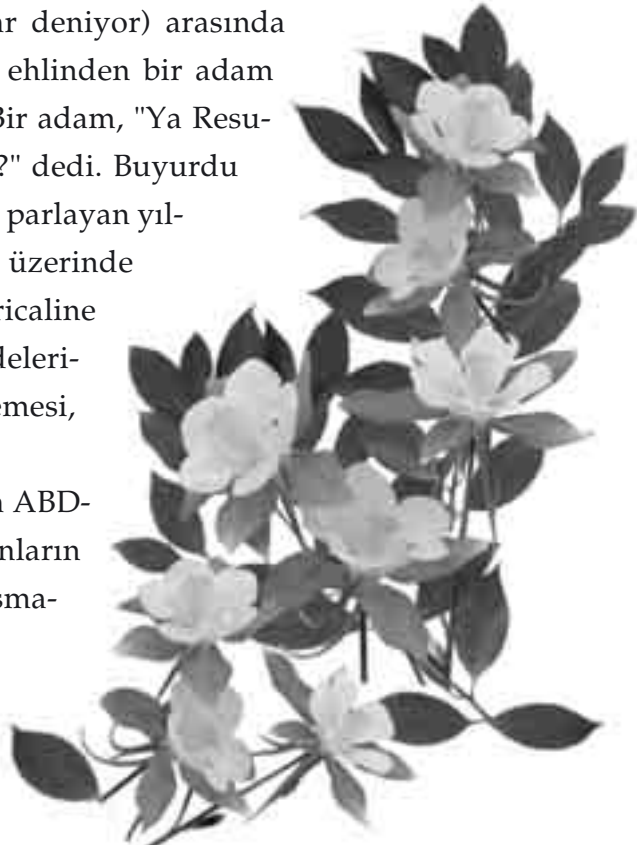 ar deniyor) arasında
ehlinden bir adam
Bir adam, "Ya Resu-
?" dedi. Buyurdu
parlayan yıl-
üzerinde
ricaline
deleri-
emesi,
n ABD-
nların
sma-